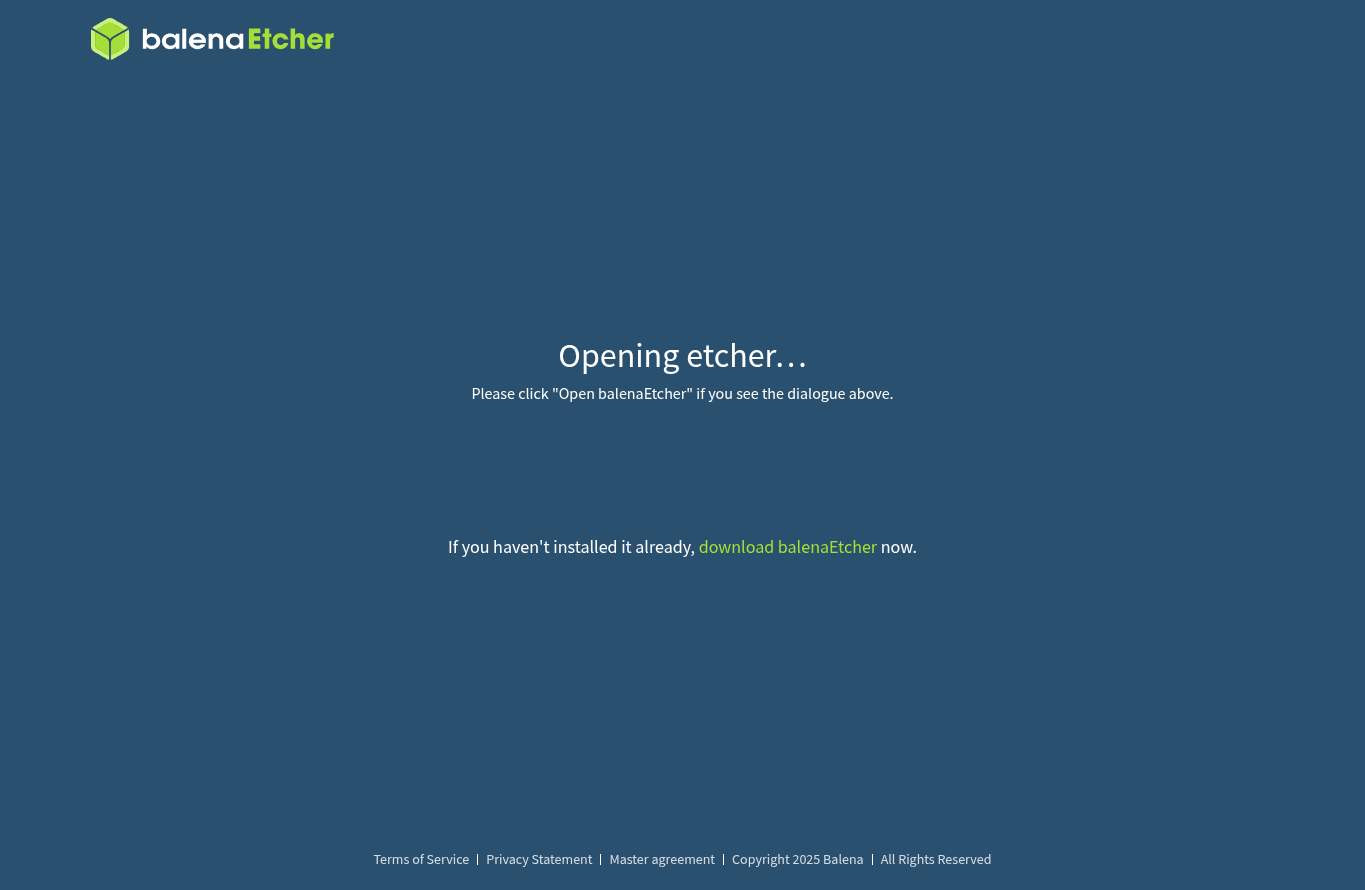 balenaEtcher
Opening etcher...
Please click "Open balenaEtcher" if you see the dialogue above.
If you haven't installed it already, download balenaEtcher now.
Terms of Service | Privacy Statement | Master agreement | Copyright 2025 Balena | All Rights Reserved